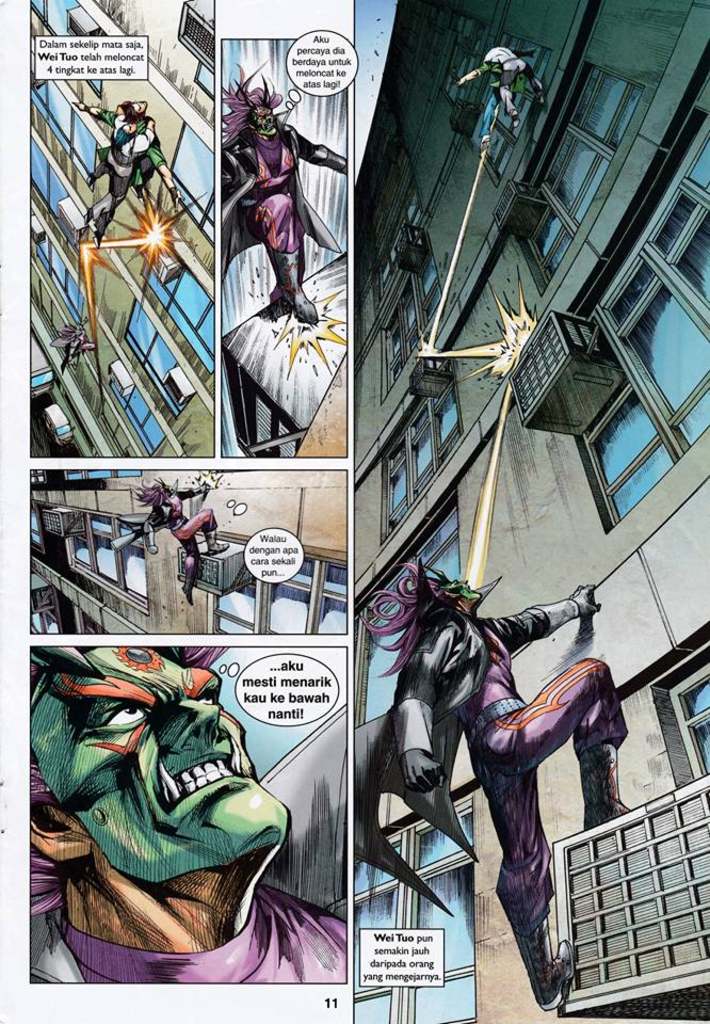 Dalam sekelip mata saja,
Wei Tuo telah meloncat
4 tingkat ke atas lagi.
Aku
percaya dia
berdaya untuk
meloncat ke
atas lagi!
Walau
dengan apa
cara sekali
pun...
...aku
mesti menarik
kau ke bawah
nanti!
Wei Tuo pun
semakin jauh
daripada orang
yang mengejarnya.
11